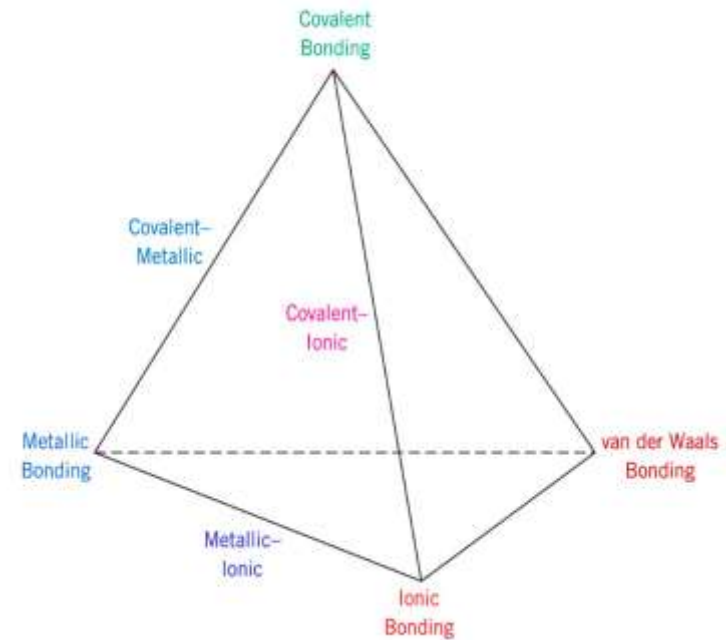 Covalent
Bonding
Covalent–
Metallic
Covalent–
Ionic
Metallic
Bonding
van der Waals
Bonding
Metallic–
Ionic
Ionic
Bonding